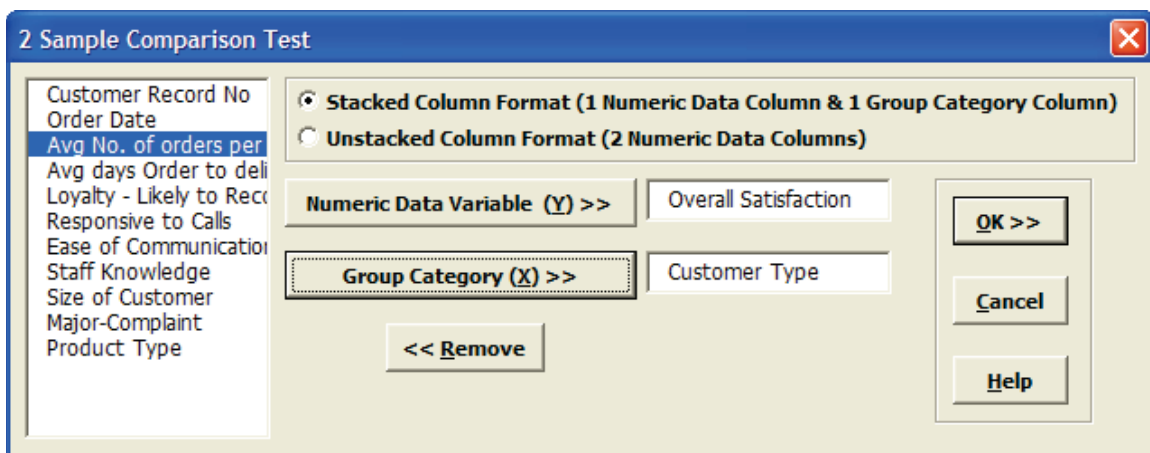 2 Sample Comparison Test
Customer Record No
Order Date
Avg No. of orders per
Avg days Order to deli
Loyalty - Likely to Reco
Responsive to Calls
Ease of Communication
Staff Knowledge
Size of Customer
Major-Complaint
Product Type
Stacked Column Format (1 Numeric Data Column & 1 Group Category Column)
Unstacked Column Format (2 Numeric Data Columns)
Numeric Data Variable (Y) >>
Overall Satisfaction
Group Category (X) >>
Customer Type
<< Remove
OK >>
Cancel
Help